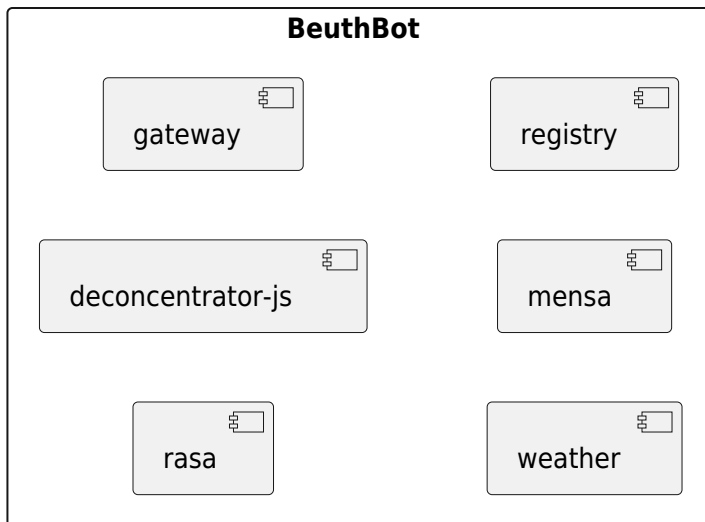 BeuthBot
gateway
registry
deconcentrator-js
mensa
rasa
weather